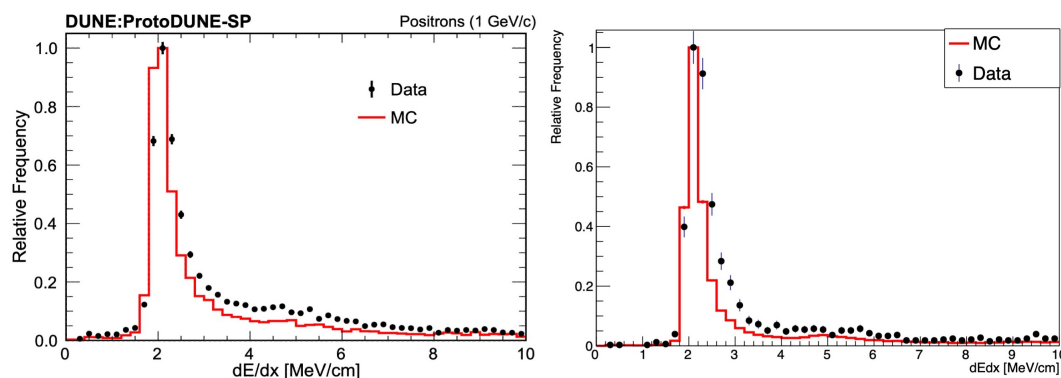 DUNE:ProtoDUNE-SP Positrons (1 GeV/c)
1.0
0.8
0.6
0.4
0.2
0.0
Relative Frequency
Data
MC
0 2 4 6 8 10
dE/dx [MeV/cm]
1
0.8
0.6
0.4
0.2
0
Relative Frequency
MC
Data
0 1 2 3 4 5 6 7 8 9 10
dEdx [MeV/cm]